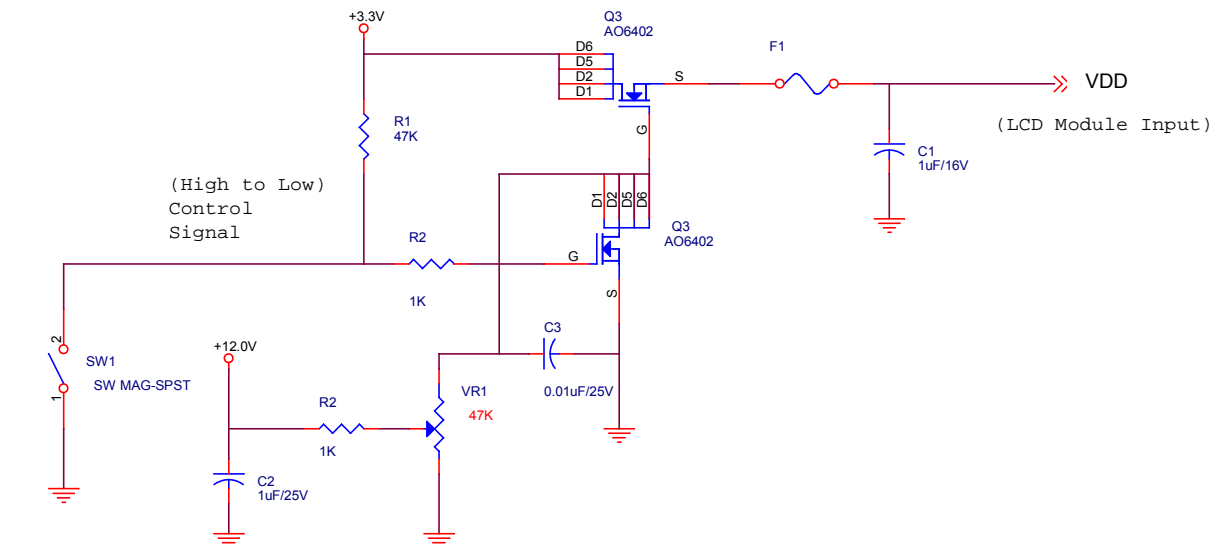 +3.3V
Q3
AO6402
D6
D5
D2
D1
S
G
F1
VDD
(LCD Module Input)
R1
47K
C1
1uF/16V
(High to Low)
Control
Signal
D1
D2
D5
D6
Q3
AO6402
R2
1K
G
S
2
1
SW1
SW MAG-SPST
+12.0V
C3
0.01uF/25V
VR1
47K
R2
1K
C2
1uF/25V